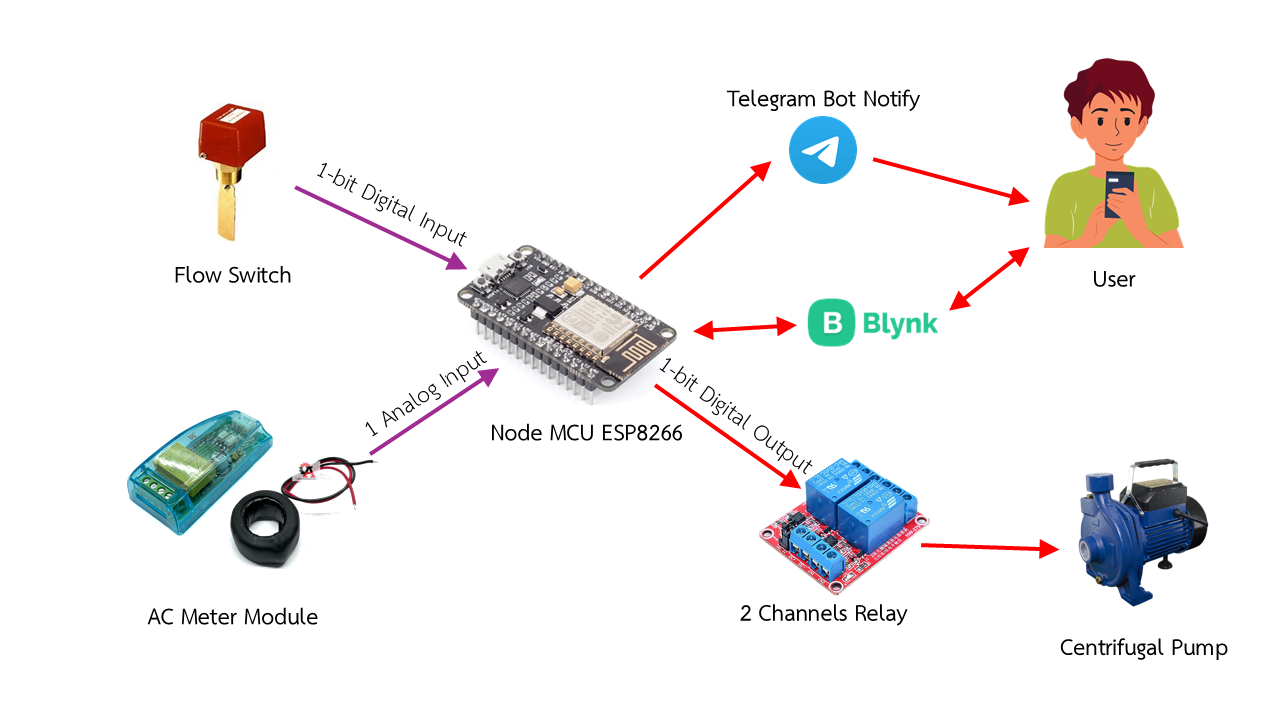 Telegram Bot Notify
1-bit Digital Input
Flow Switch
User
B Blynk
1 Analog Input
1-bit Digital Output
Node MCU ESP8266
AC Meter Module
2 Channels Relay
Centrifugal Pump